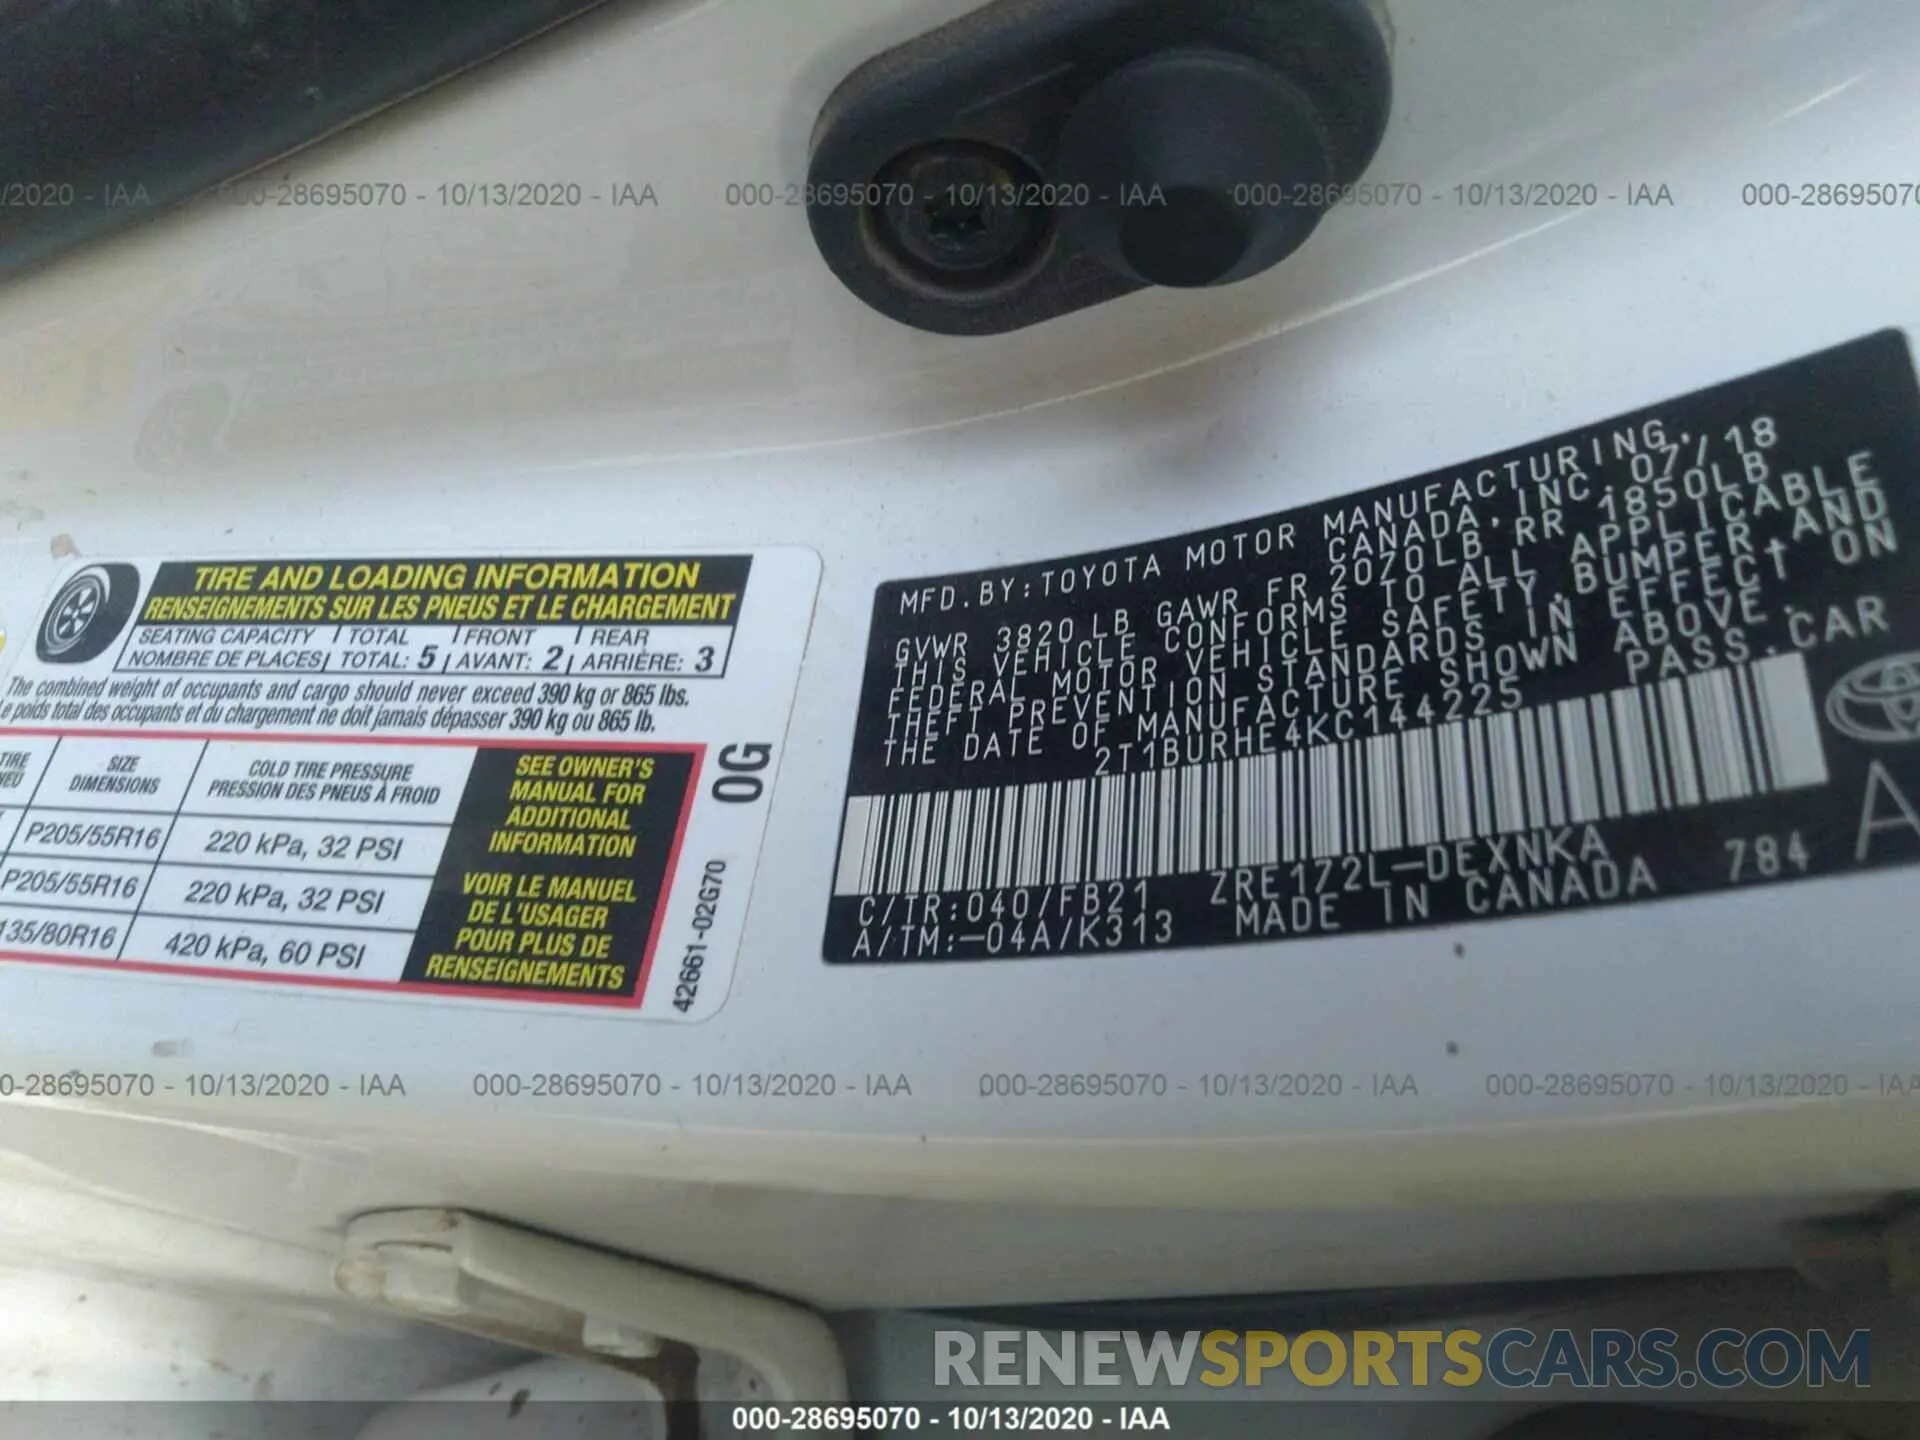 /2020 - IAA 000-28695070 - 10/13/2020 - IAA 000-28695070 - 10/13/2020 - IAA 000-28695070 - 10/13/2020 - IAA 000-28695070
TIRE AND LOADING INFORMATION
RENSEIGNEMENTS SUR LES PNEUS ET LE CHARGEMENT
SEATING CAPACITY TOTAL FRONT REAR
NOMBRE DE PLACES TOTAL: 5 AVANT: 2 ARRIÈRE: 3
The combined weight of occupants and cargo should never exceed 390 kg or 865 lbs.
e poids total des occupants et du chargement ne doit jamais dépasser 390 kg ou 865 lb.
TIRE SIZE COLD TIRE PRESSURE
NEU DIMENSIONS PRESSION DES PNEUS À FROID
P205/55R16 220 kPa, 32 PSI
P205/55R16 220 kPa, 32 PSI
135/80R16 420 kPa, 60 PSI
SEE OWNER'S
MANUAL FOR
ADDITIONAL
INFORMATION
VOIR LE MANUEL
DE L'USAGER
POUR PLUS DE
RENSEIGNEMENTS
0G
42661-02G70
MFD.BY:TOYOTA MOTOR MANUFACTURING,
CANADA, INC. 07/18
GVWR 3820 LB GAWR FR 2070LB RR 1850LB
THIS VEHICLE CONFORMS TO ALL APPLICABLE
FEDERAL MOTOR VEHICLE SAFETY,BUMPER,AND
THEFT PREVENTION STANDARDS IN EFFECT ON
THE DATE OF MANUFACTURE SHOWN ABOVE.
2T1BURHE4KC144225 PASS.CAR
C/TR:040/FB21 ZRE172L-DEXNKA 784 A
A/TM:-04A/K313 MADE IN CANADA
0-28695070 - 10/13/2020 - IAA 000-28695070 - 10/13/2020 - IAA 000-28695070 - 10/13/2020 - IAA 000-28695070 - 10/13/2020 - IAA
RENEWSPORTSCARS.COM
000-28695070 - 10/13/2020 - IAA